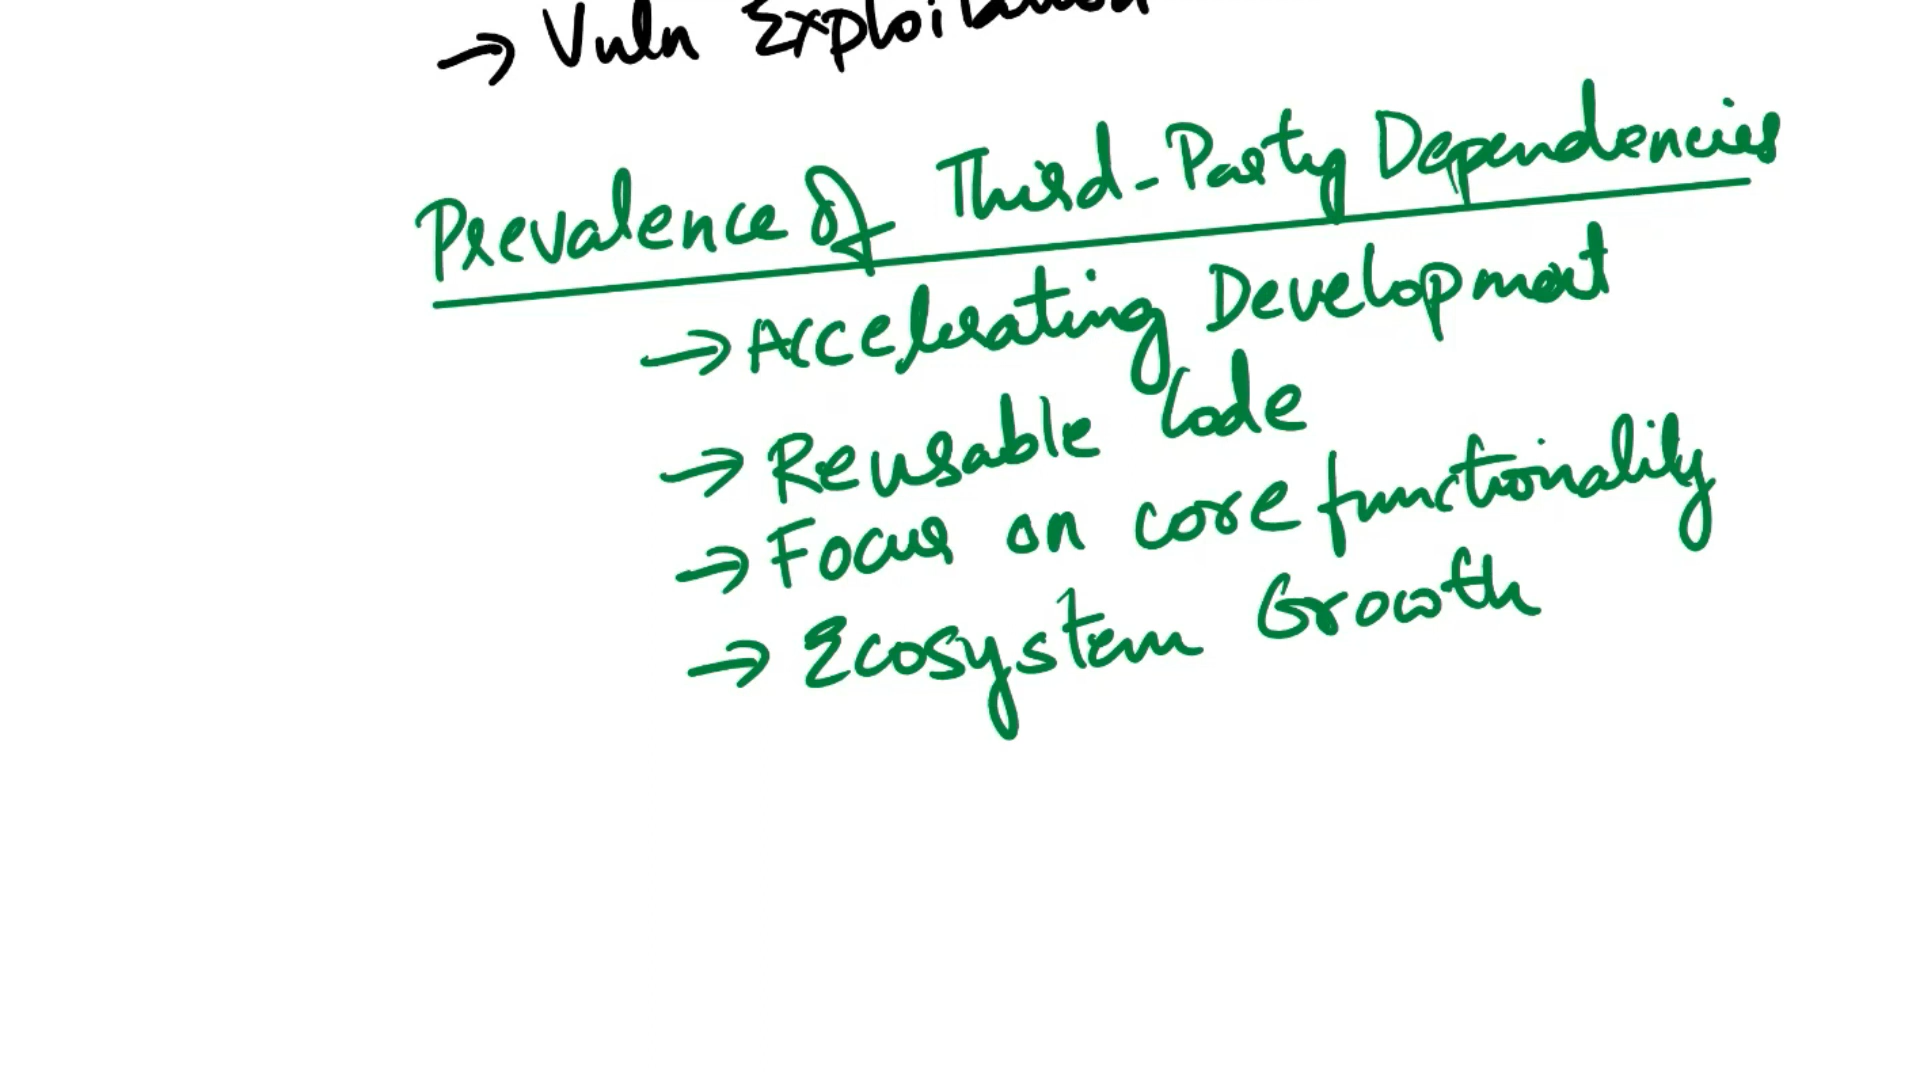 → Vuln
Prevalence of Third-Party Dependencies
→ Accelerating Development
→ Reusable Code
→ Focus on core functionality
→ Ecosystem Growth